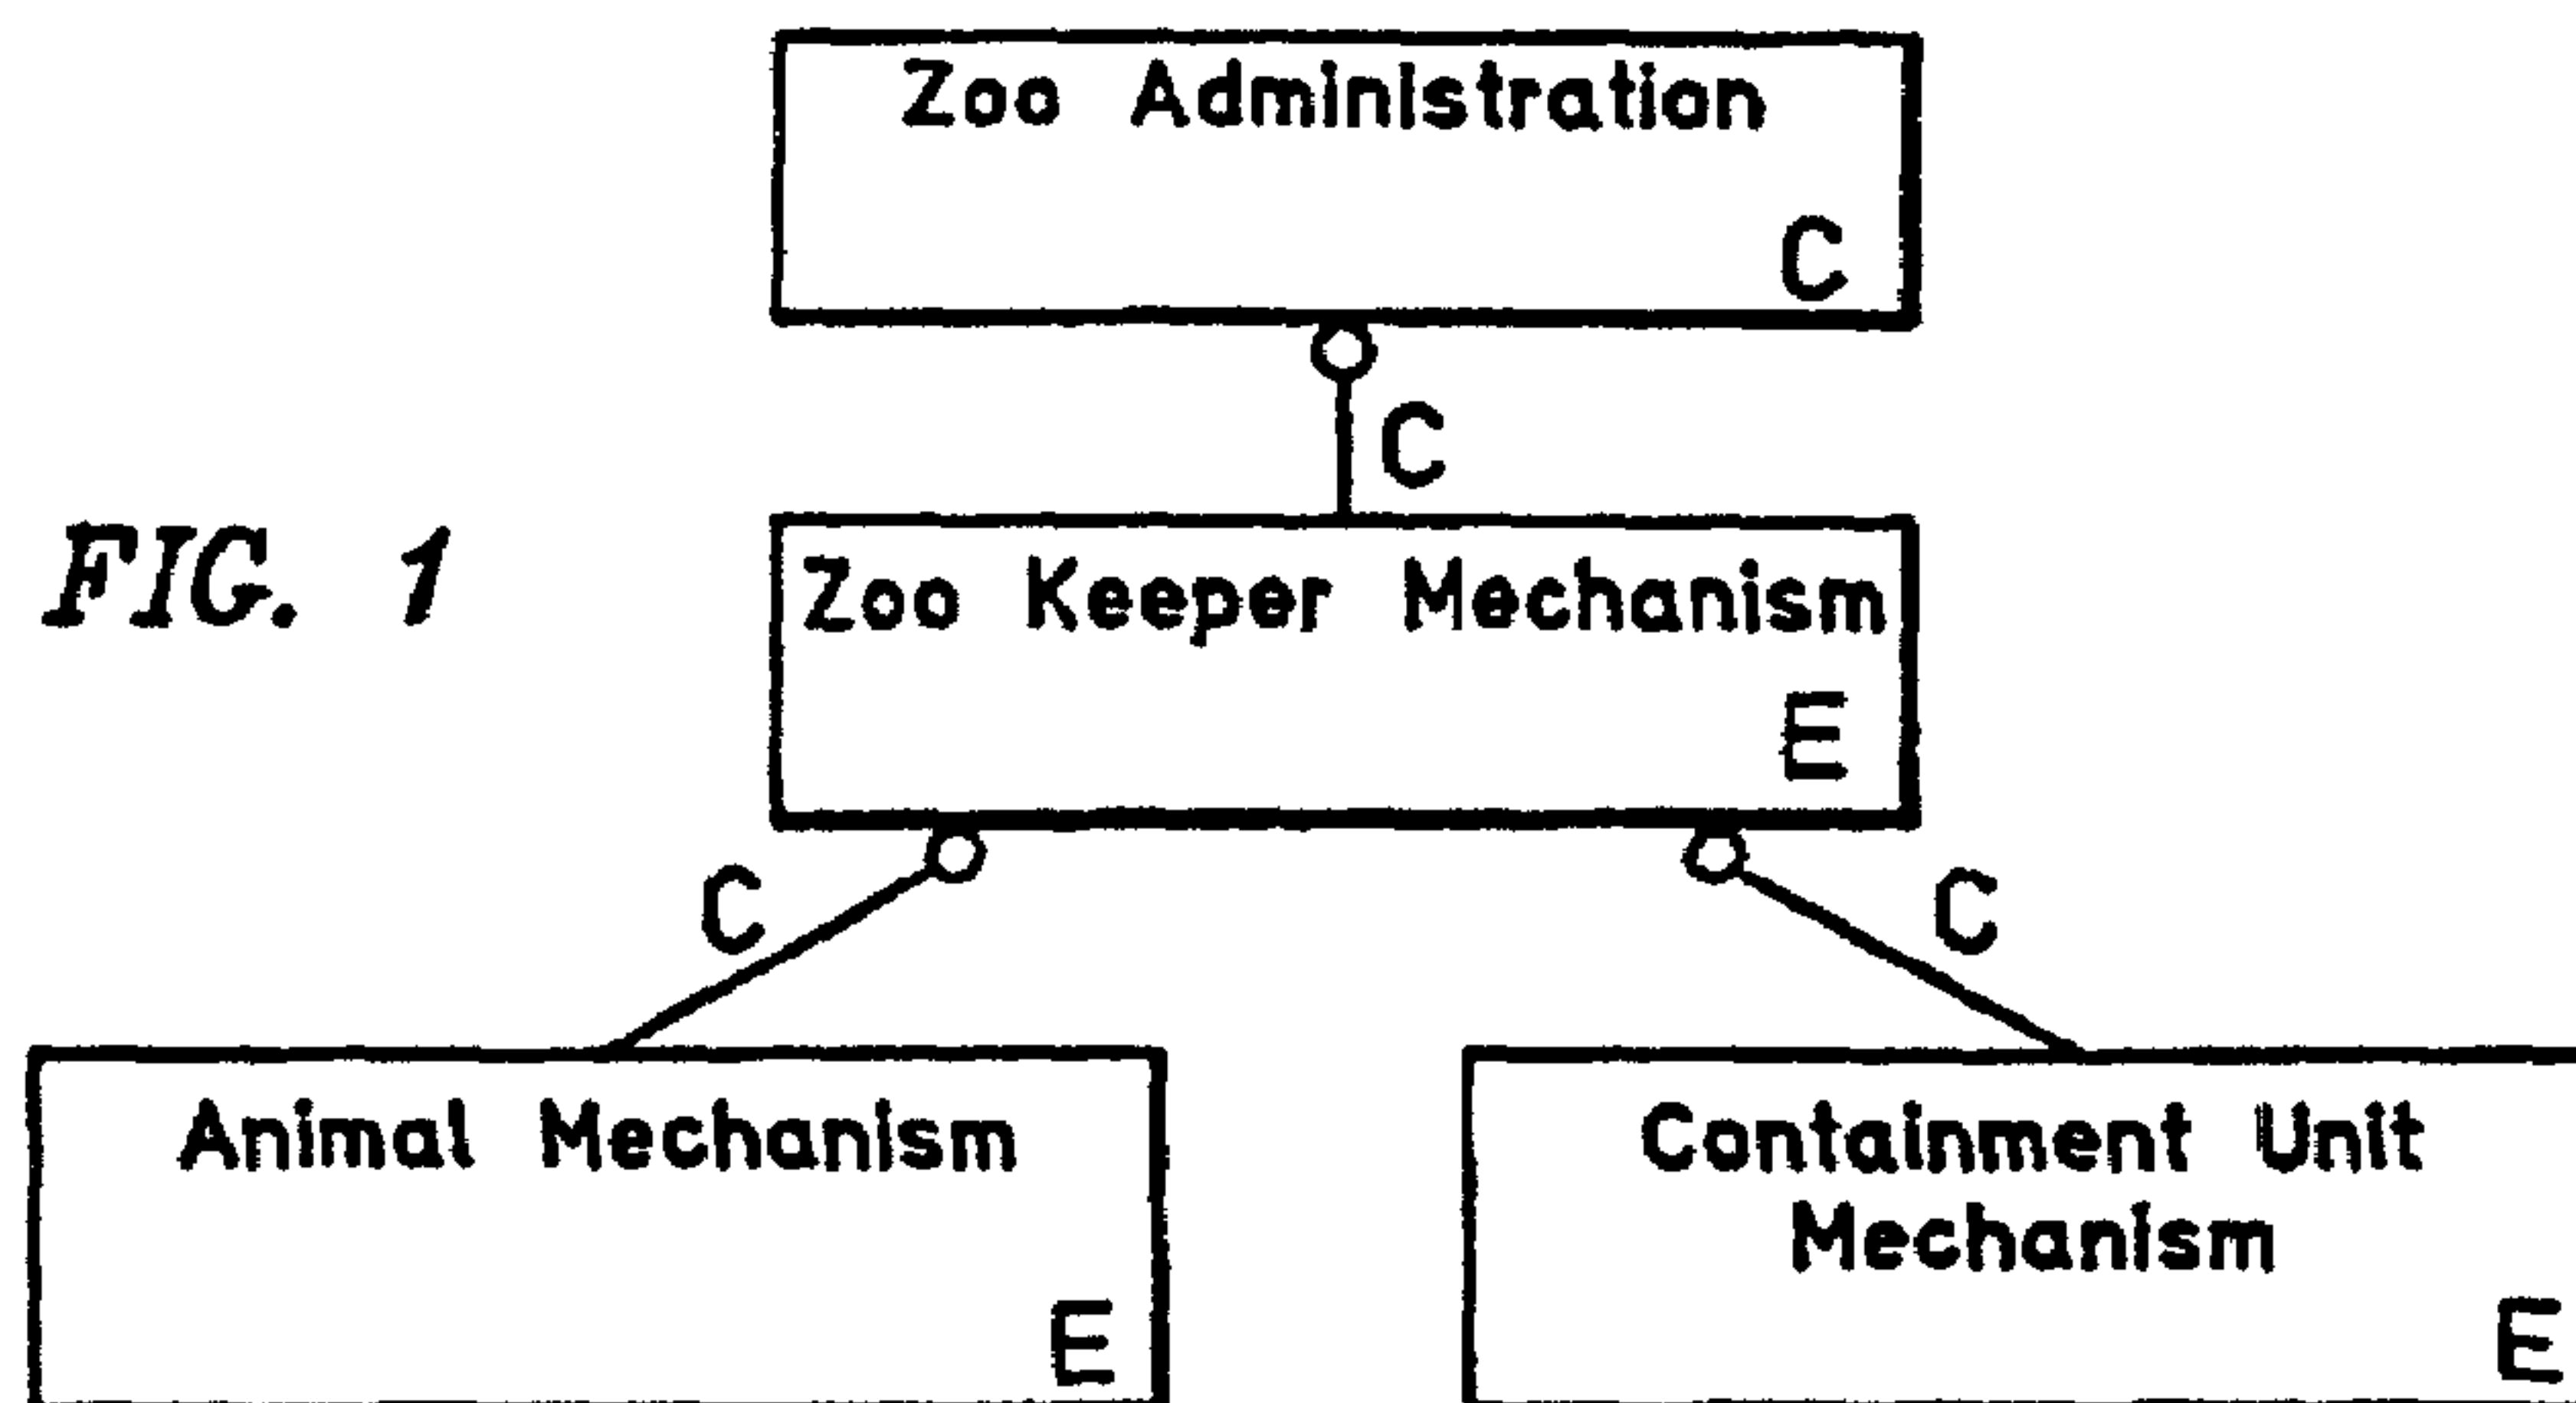 Zoo Administration
C
C
FIG. 1
Zoo Keeper Mechanism
E
C
C
Animal Mechanism
E
Containment Unit
Mechanism
E